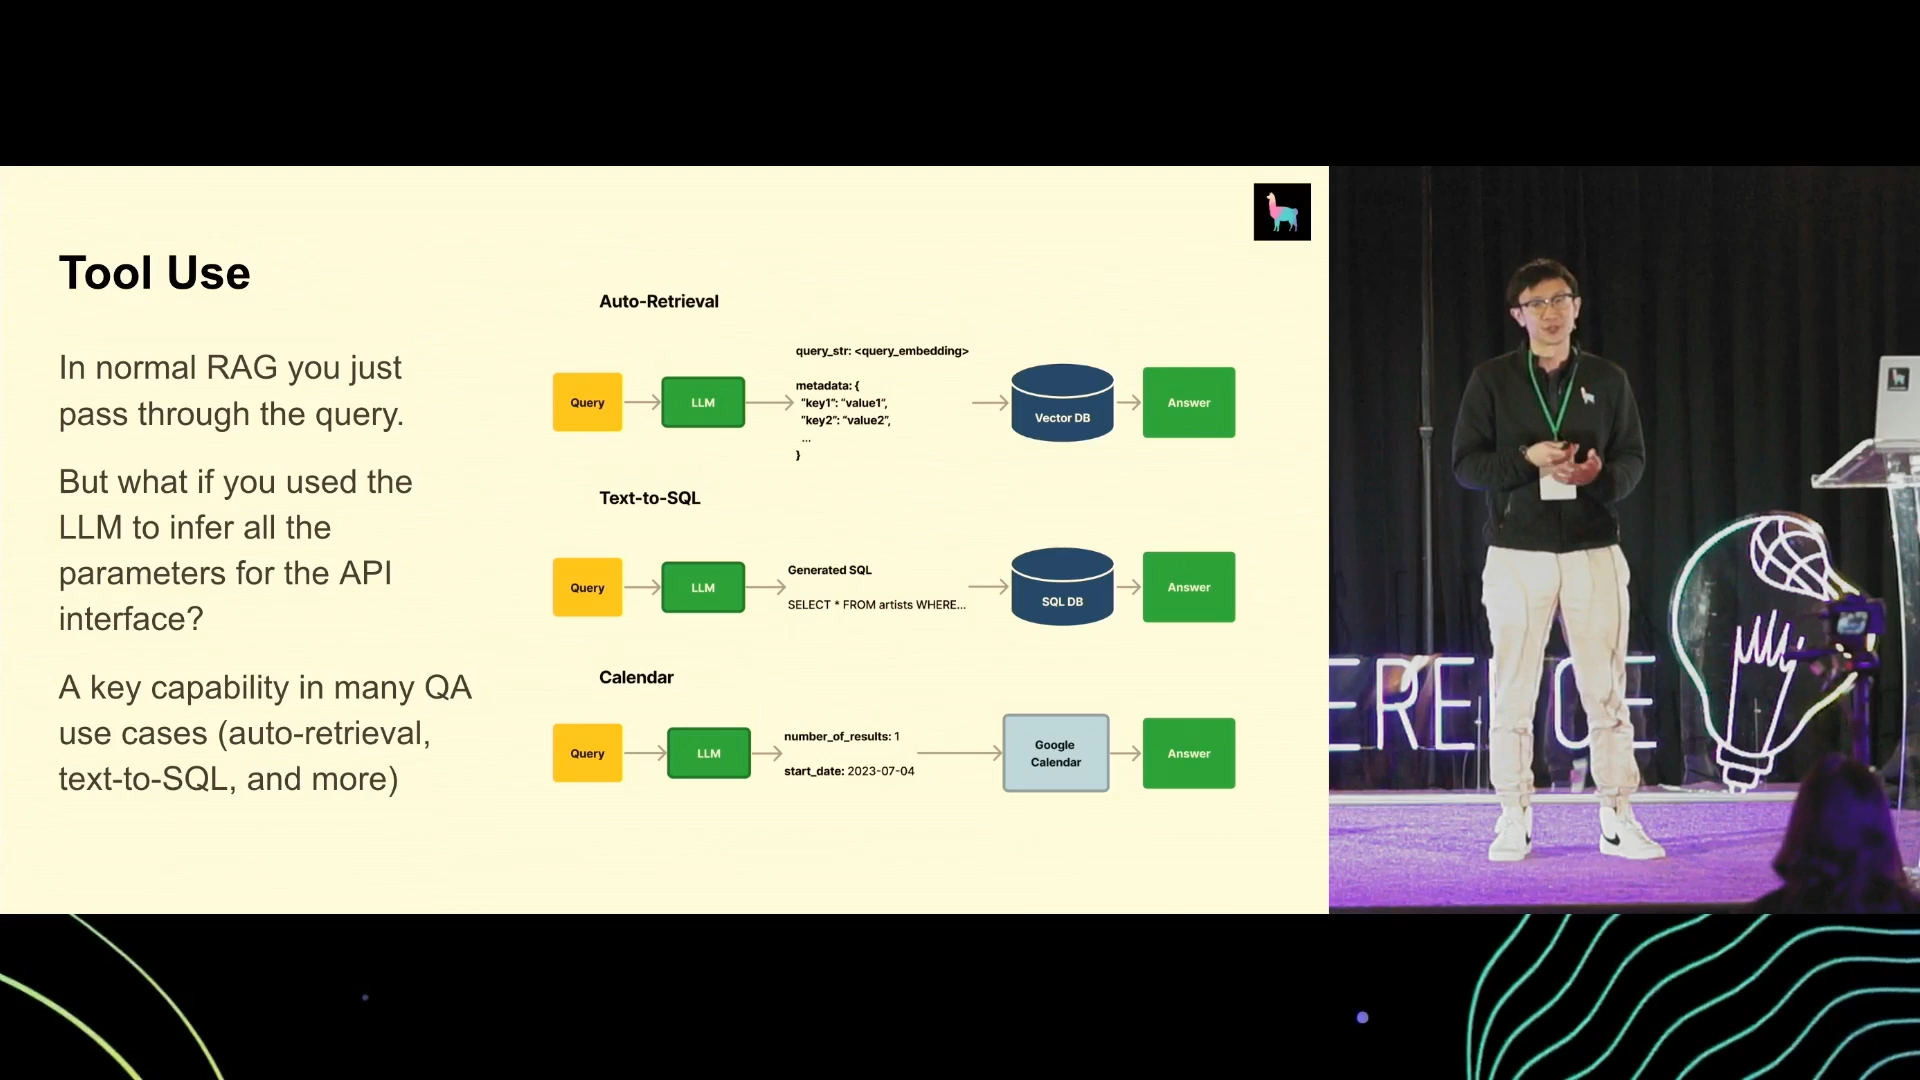 Tool Use
In normal RAG you just
pass through the query.
But what if you used the
LLM to infer all the
parameters for the API
interface?
A key capability in many QA
use cases (auto-retrieval,
text-to-SQL, and more)
Auto-Retrieval
Query
LLM
query_str: <query_embedding>
metadata: {
"key1": "value1",
"key2": "value2",
...
}
Vector DB
Answer
Text-to-SQL
Query
LLM
Generated SQL
SELECT * FROM artists WHERE...
SQL DB
Answer
Calendar
Query
LLM
number_of_results: 1
start_date: 2023-07-04
Google
Calendar
Answer